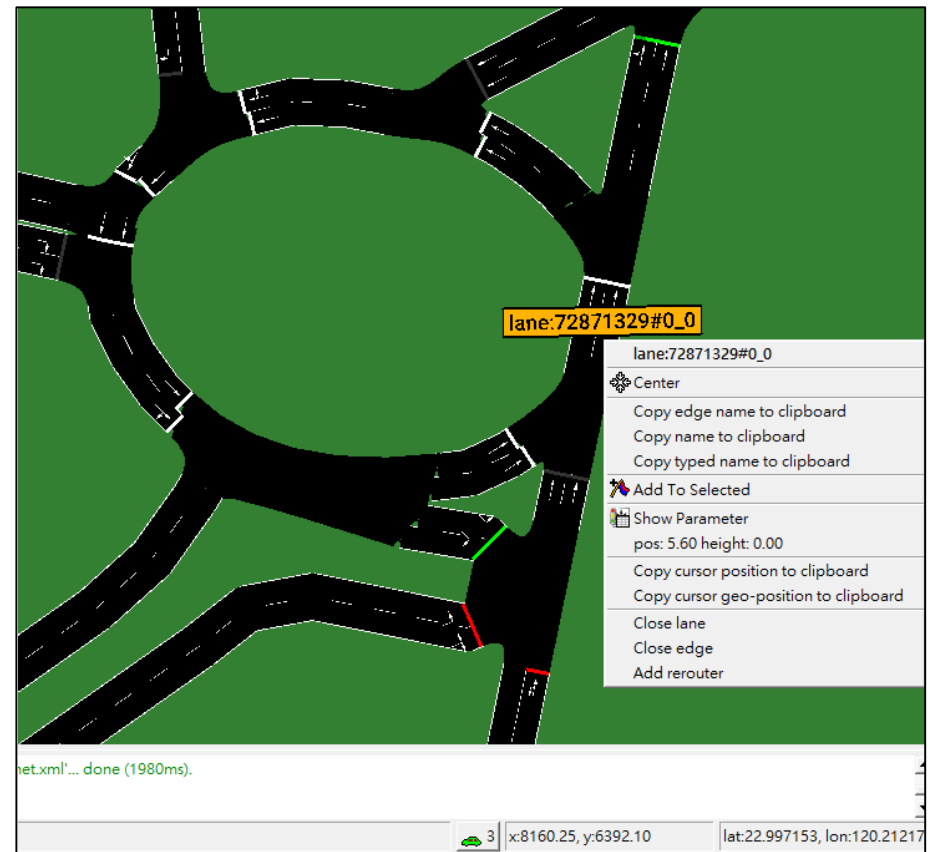 lane:72871329#0_0
lane:72871329#0_0
Center
Copy edge name to clipboard
Copy name to clipboard
Copy typed name to clipboard
Add To Selected
Show Parameter
pos: 5.60 height: 0.00
Copy cursor position to clipboard
Copy cursor geo-position to clipboard
Close lane
Close edge
Add rerouter
net.xml'... done (1980ms).
3
x:8160.25, y:6392.10
lat:22.997153, lon:120.21217